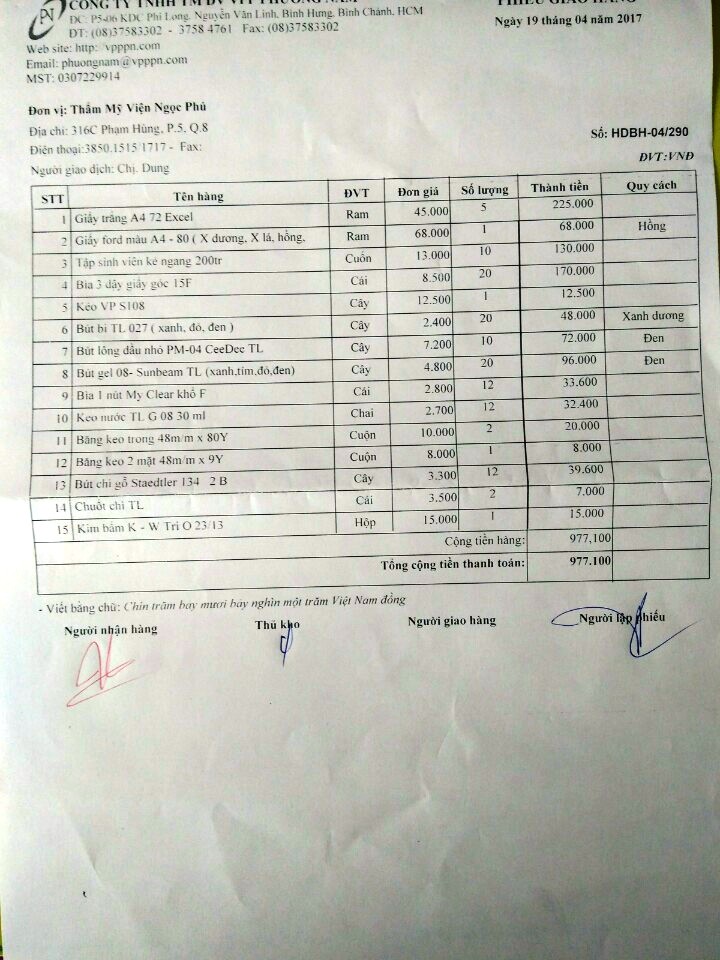 CÔNG TY TNHH TM DV VPP PHƯƠNG NAM
ĐC: P5-06 KDC Phi Long, Nguyễn Văn Linh, Bình Hưng, Bình Chánh, HCM
ĐT: (08)37583302 - 3758 4761 Fax: (08)37583302
Web site: http: vpppn.com
Email: phuongnam@vpppn.com
MST: 0307229914
PHIẾU GIAO HÀNG
Ngày 19 tháng 04 năm 2017
Đơn vị: Thẩm Mỹ Viện Ngọc Phú
Địa chỉ: 316C Phạm Hùng, P.5, Q.8
Số: HDBH-04/290
Điện thoại:3850.1515 1717 - Fax:
Người giao dịch: Chị. Dung
ĐVT:VNĐ
STT Tên hàng ĐVT Đơn giá Số lượng Thành tiền Quy cách
1 Giấy trắng A4 72 Excel Ram 45.000 5 225.000
2 Giấy ford màu A4 - 80 ( X dương, X lá, hồng, Ram 68.000 1 68.000 Hồng
3 Tập sinh viên kẻ ngang 200tr Cuốn 13.000 10 130.000
4 Bìa 3 dây giấy góc 15F Cái 8.500 20 170.000
5 Kéo VP S108 Cây 12.500 1 12.500
6 Bút bi TL 027 ( xanh, đỏ, đen ) Cây 2.400 20 48.000 Xanh dương
7 Bút lông dầu nhỏ PM-04 CeeDee TL Cây 7.200 10 72.000 Đen
8 Bút gel 08- Sunbeam TL (xanh,tím,đỏ,đen) Cây 4.800 20 96.000 Đen
9 Bìa 1 nút My Clear khổ F Cái 2.800 12 33.600
10 Keo nước TL G 08 30 ml Chai 2.700 12 32.400
11 Băng keo trong 48m/m x 80Y Cuộn 10.000 2 20.000
12 Băng keo 2 mặt 48m/m x 9Y Cuộn 8.000 1 8.000
13 Bút chì gỗ Staedtler 134 2 B Cây 3.300 12 39.600
14 Chuốt chì TL Cái 3.500 2 7.000
15 Kim bấm K - W Tri O 23/13 Hộp 15.000 1 15.000
Cộng tiền hàng: 977,100
Tổng cộng tiền thanh toán: 977.100
- Viết bằng chữ: Chín trăm bảy mươi bảy nghìn một trăm Việt Nam đồng
Người nhận hàng Thủ kho Người giao hàng Người lập phiếu